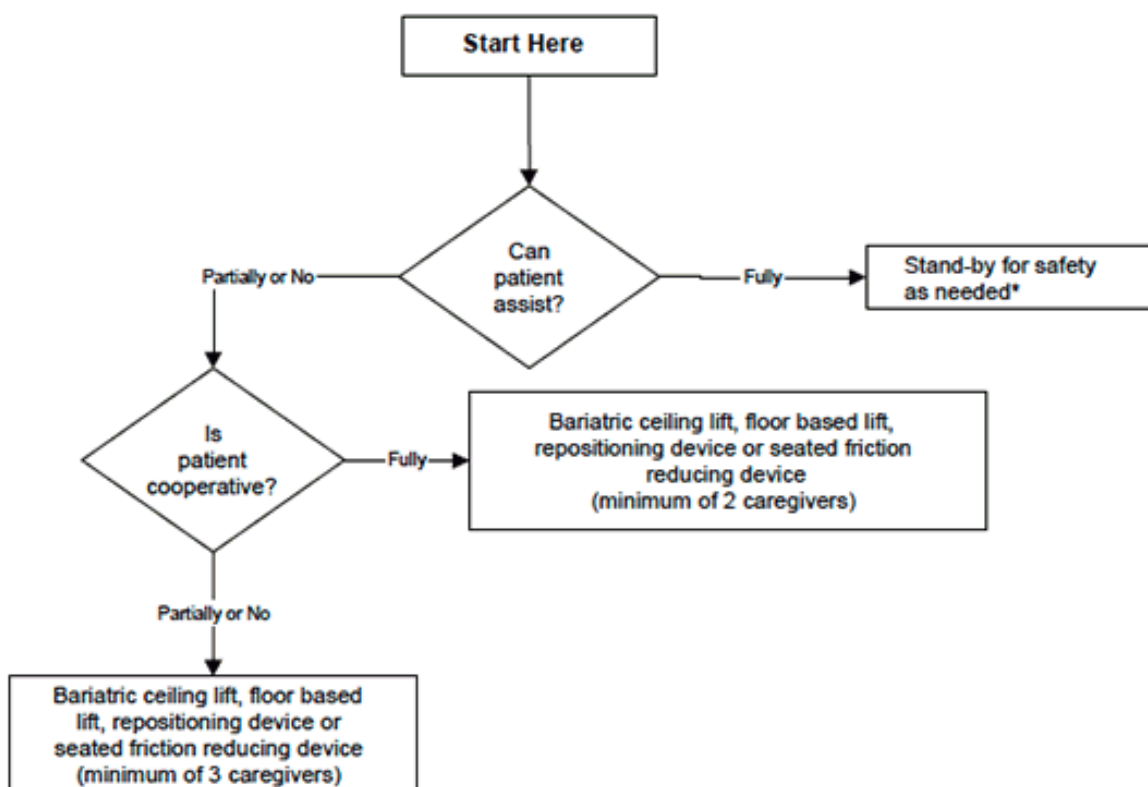 Start Here
Can
patient
assist?
Partially or No
Fully
Stand-by for safety
as needed*
Is
patient
cooperative?
Fully
Bariatric ceiling lift, floor based lift,
repositioning device or seated friction
reducing device
(minimum of 2 caregivers)
Partially or No
Bariatric ceiling lift, floor based
lift, repositioning device or
seated friction reducing device
(minimum of 3 caregivers)